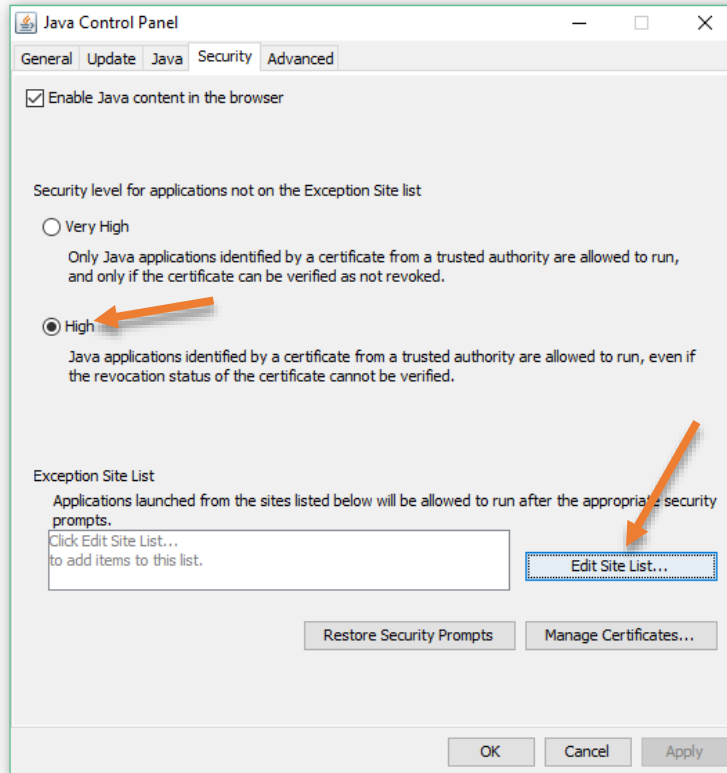 Java Control Panel
General Update Java Security Advanced
Enable Java content in the browser
Security level for applications not on the Exception Site list
Very High
Only Java applications identified by a certificate from a trusted authority are allowed to run,
and only if the certificate can be verified as not revoked.
High
Java applications identified by a certificate from a trusted authority are allowed to run, even if
the revocation status of the certificate cannot be verified.
Exception Site List
Applications launched from the sites listed below will be allowed to run after the appropriate security
prompts.
Click Edit Site List...
to add items to this list.
Edit Site List...
Restore Security Prompts Manage Certificates...
OK Cancel Apply